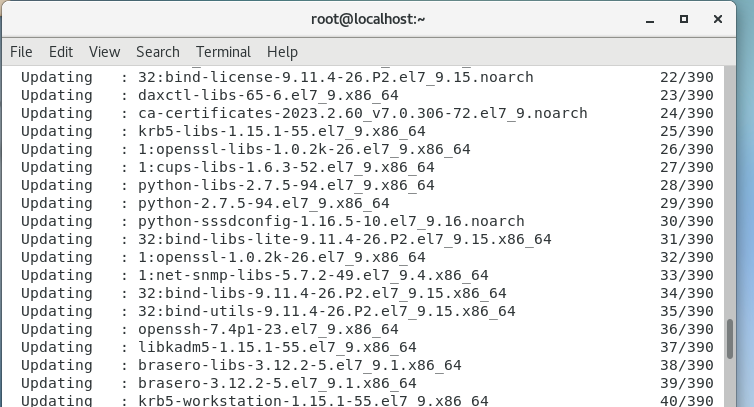 root@localhost:~
File Edit View Search Terminal Help
Updating : 32:bind-license-9.11.4-26.P2.el7_9.15.noarch 22/390
Updating : daxctl-libs-65-6.el7_9.x86_64 23/390
Updating : ca-certificates-2023.2.60_v7.0.306-72.el7_9.noarch 24/390
Updating : krb5-libs-1.15.1-55.el7_9.x86_64 25/390
Updating : 1:openssl-libs-1.0.2k-26.el7_9.x86_64 26/390
Updating : 1:cups-libs-1.6.3-52.el7_9.x86_64 27/390
Updating : python-libs-2.7.5-94.el7_9.x86_64 28/390
Updating : python-2.7.5-94.el7_9.x86_64 29/390
Updating : python-sssdconfig-1.16.5-10.el7_9.16.noarch 30/390
Updating : 32:bind-libs-lite-9.11.4-26.P2.el7_9.15.x86_64 31/390
Updating : 1:openssl-1.0.2k-26.el7_9.x86_64 32/390
Updating : 1:net-snmp-libs-5.7.2-49.el7_9.4.x86_64 33/390
Updating : 32:bind-libs-9.11.4-26.P2.el7_9.15.x86_64 34/390
Updating : 32:bind-utils-9.11.4-26.P2.el7_9.15.x86_64 35/390
Updating : openssh-7.4p1-23.el7_9.x86_64 36/390
Updating : libkadm5-1.15.1-55.el7_9.x86_64 37/390
Updating : brasero-libs-3.12.2-5.el7_9.1.x86_64 38/390
Updating : brasero-3.12.2-5.el7_9.1.x86_64 39/390
Updating : krb5-workstation-1.15.1-55.el7_9.x86_64 40/390